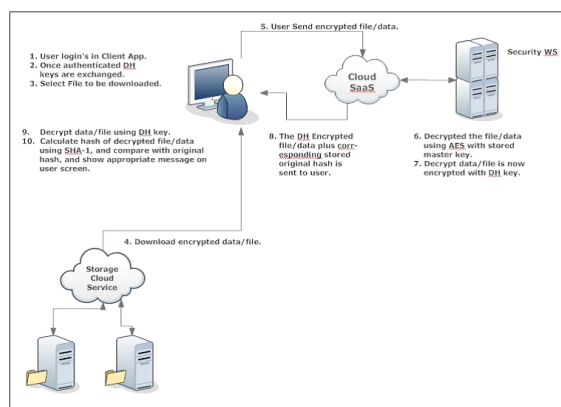 5. User Send encrypted file/data.
1. User login's in Client App.
2. Once authenticated DH
keys are exchanged.
3. Select File to be downloaded.
Cloud
SaaS
Security WS
9. Decrypt data/file using DH key.
10. Calculate hash of decrypted file/data
using SHA-1, and compare with original
hash, and show appropriate message on
user screen.
8. The DH Encrypted
file/data plus corr-
esponding stored
original hash is
sent to user.
6. Decrypted the file/data
using AES with stored
master key.
7. Decrypt data/file is now
encrypted with DH key.
4. Download encrypted data/file.
Storage
Cloud
Service